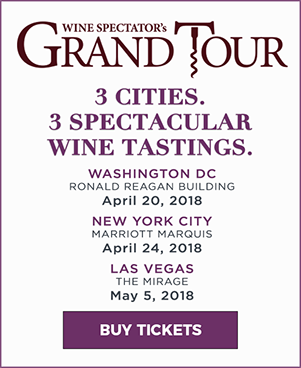 WINE SPECTATOR'S
GRAND TOUR
3 CITIES.
3 SPECTACULAR
WINE TASTINGS.
WASHINGTON DC
RONALD REAGAN BUILDING
April 20, 2018
NEW YORK CITY
MARRIOTT MARQUIS
April 24, 2018
LAS VEGAS
THE MIRAGE
May 5, 2018
BUY TICKETS